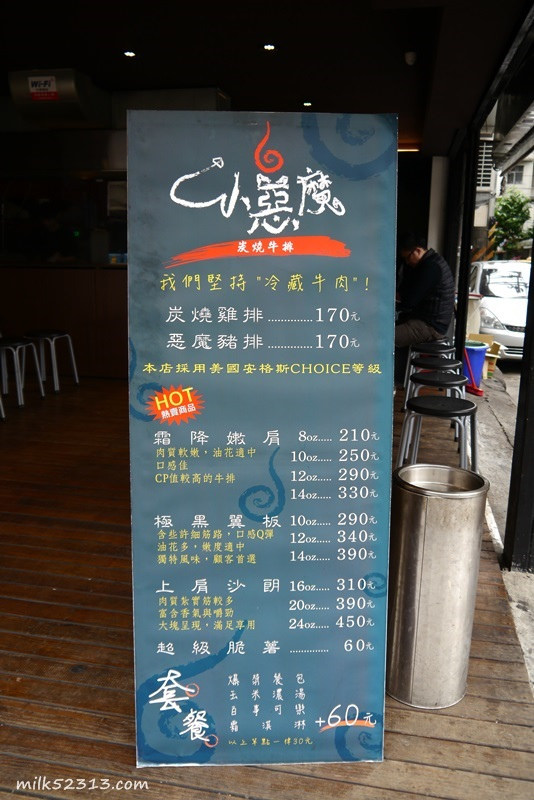 Wi-Fi
小惡魔
炭燒牛排
我們堅持"冷藏牛肉"!
炭燒雞排..............170元
惡魔豬排..............170元
本店採用美國安格斯CHOICE等級
HOT
熱賣商品
霜降嫩肩 8oz..... 210元
肉質軟嫩，油花適中 10oz..... 250元
口感佳 12oz..... 290元
CP值較高的牛排 14oz..... 330元
極黑翼板 10oz..... 290元
含些許細筋路，口感Q彈 12oz..... 340元
油花多，嫩度適中 14oz..... 390元
獨特風味，顧客首選
上肩沙朗 16oz..... 310元
肉質紮實筋較多 20oz..... 390元
富含香氣與嚼勁 24oz..... 450元
大塊呈現，滿足享用
超級脆薯 .............. 60元
套餐
爆漿餐包
玉米濃湯
百事可樂
霜淇淋
+60元
以上單點一樣30元
milk52313.com